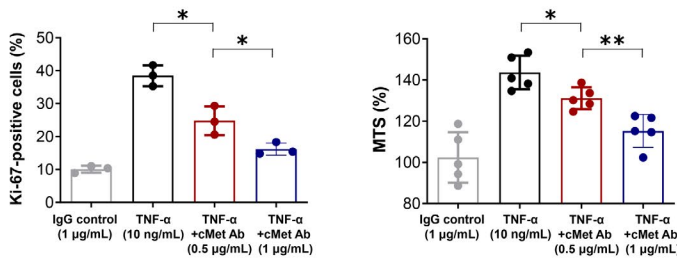 * *
Ki-67-positive cells (%)
50
40
30
20
10
0
IgG control
(1 µg/mL)
TNF-α
(10 ng/mL)
TNF-α
+cMet Ab
(0.5 µg/mL)
TNF-α
+cMet Ab
(1 µg/mL)
* **
MTS (%)
160
140
120
100
80
IgG control
(1 µg/mL)
TNF-α
(10 ng/mL)
TNF-α
+cMet Ab
(0.5 µg/mL)
TNF-α
+cMet Ab
(1 µg/mL)